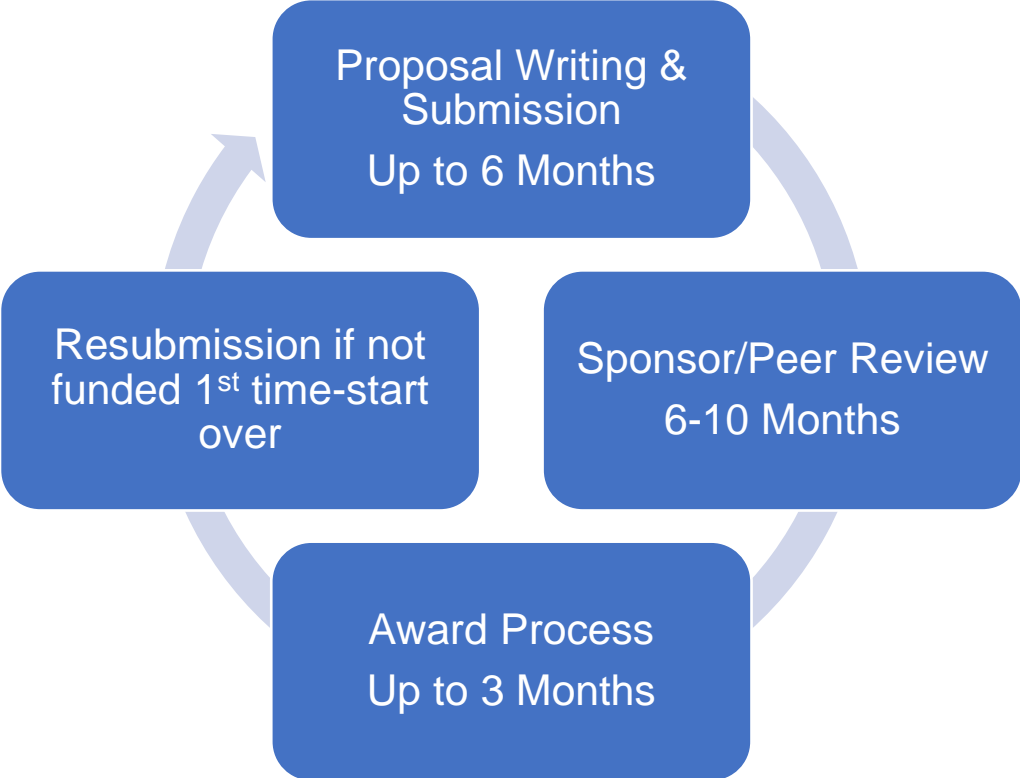 Proposal Writing &
Submission
Up to 6 Months
Sponsor/Peer Review
6-10 Months
Award Process
Up to 3 Months
Resubmission if not
funded 1st time-start
over